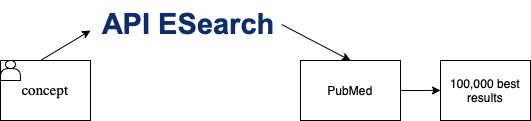 API ESearch
concept
PubMed
100,000 best
results